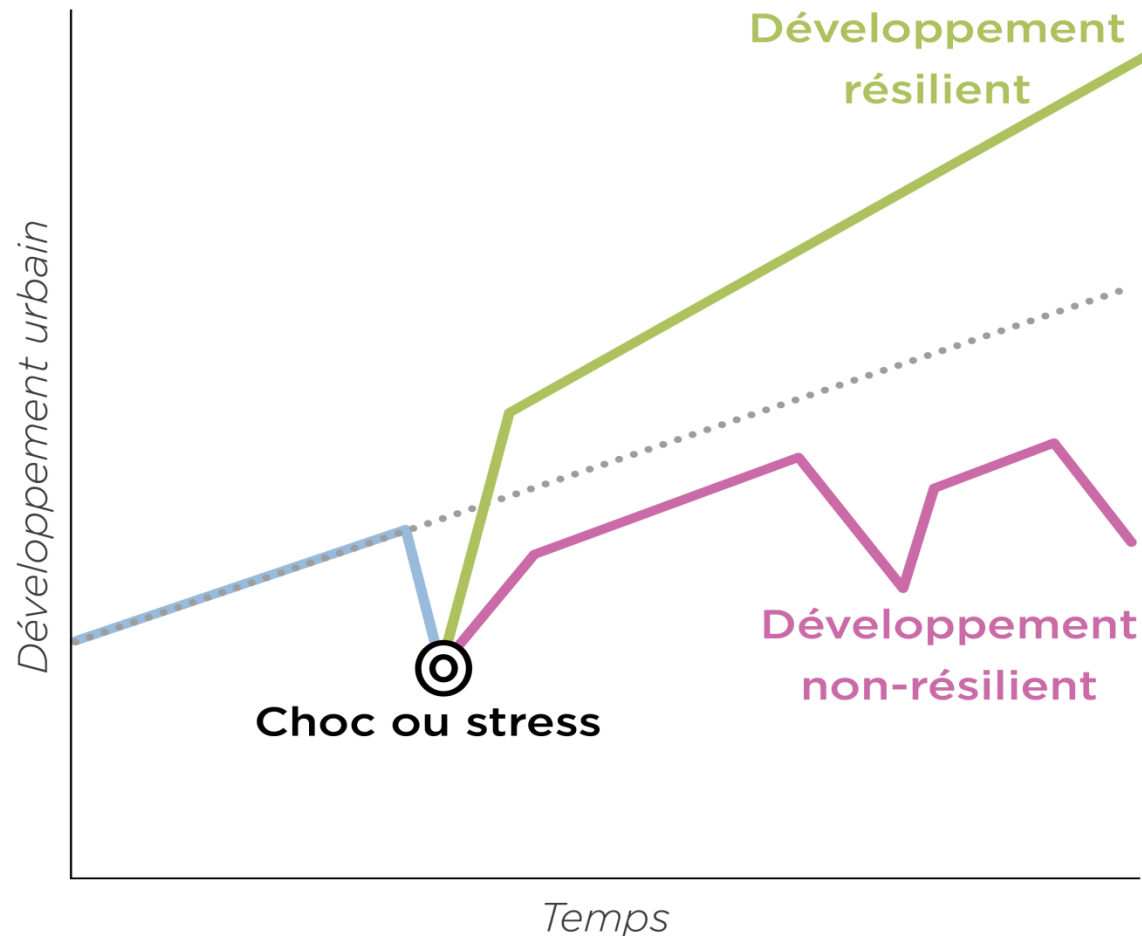 Développement
résilient
Développement urbain
Choc ou stress
Développement
non-résilient
Temps